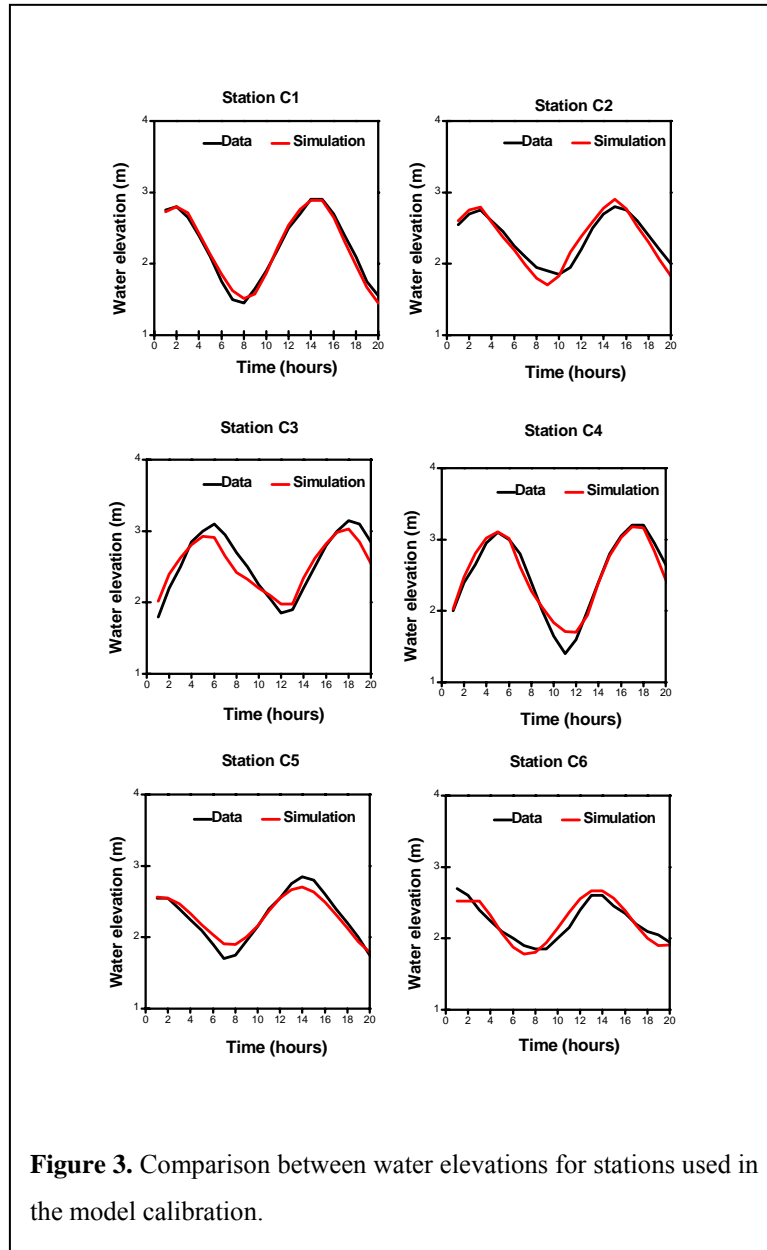 Station C1
Station C2
4
Data Simulation
3
2
1
Water elevation (m)
0 2 4 6 8 10 12 14 16 18 20
Time (hours)
4
Data Simulation
3
2
1
Water elevation (m)
0 2 4 6 8 10 12 14 16 18 20
Time (hours)
Station C3
Station C4
4
Data Simulation
3
2
1
Water elevation (m)
0 2 4 6 8 10 12 14 16 18 20
Time (hours)
4
Data Simulation
3
2
1
Water elevation (m)
0 2 4 6 8 10 12 14 16 18 20
Time (hours)
Station C5
Station C6
4
Data Simulation
3
2
1
Water elevation (m)
0 2 4 6 8 10 12 14 16 18 20
Time (hours)
4
Data Simulation
3
2
1
Water elevation (m)
0 2 4 6 8 10 12 14 16 18 20
Time (hours)
Figure 3. Comparison between water elevations for stations used in
the model calibration.